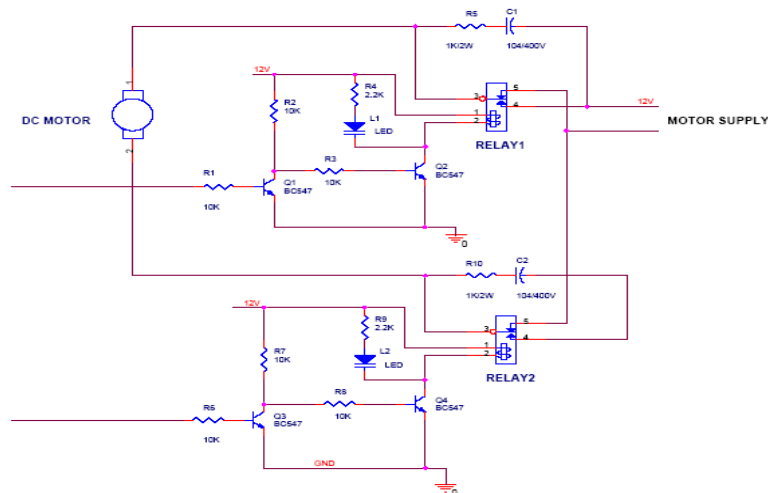 R5
C1
1K/2W
104/400V
1
12V
R4
2.2K
5
3
4
12V
R2
10K
1
2
L1
LED
DC MOTOR
MOTOR SUPPLY
RELAY1
2
R1
R3
Q2
BC547
10K
Q1
BC547
10K
0
R10
C2
1K/2W
104/400V
12V
R9
2.2K
5
3
4
1
2
R7
10K
L2
LED
RELAY2
R8
Q4
BC547
R6
10K
Q3
BC547
10K
GND
0